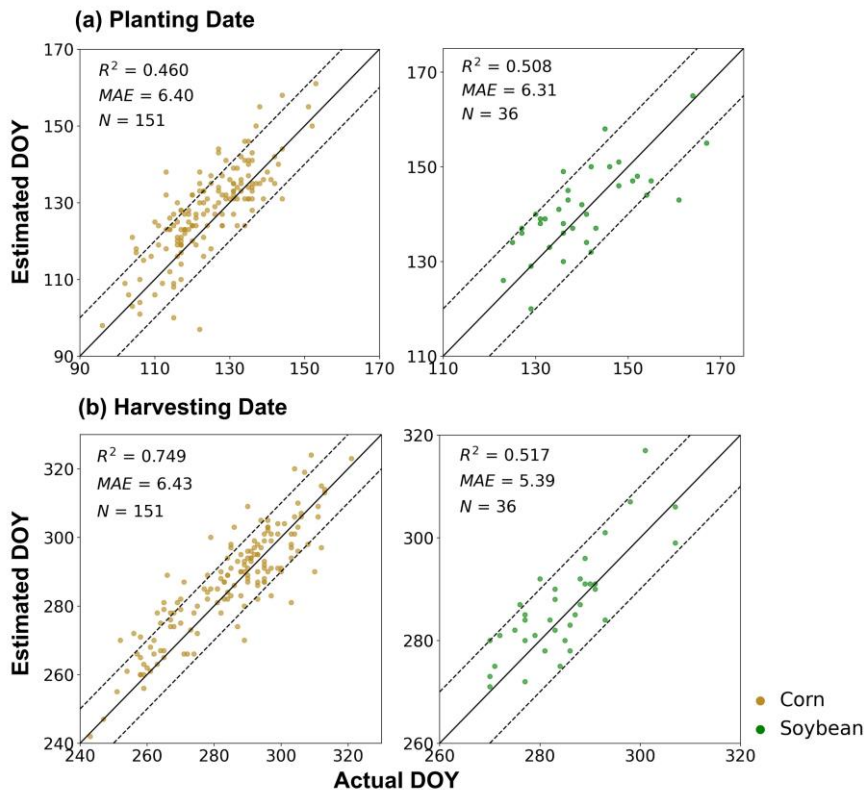 (a) Planting Date
170
150
130
110
90
90 110 130 150 170
R² = 0.460
MAE = 6.40
N = 151
170
150
130
110
110 130 150 170
R² = 0.508
MAE = 6.31
N = 36
Estimated DOY
(b) Harvesting Date
320
300
280
260
240
240 260 280 300 320
R² = 0.749
MAE = 6.43
N = 151
320
300
280
260
260 280 300 320
R² = 0.517
MAE = 5.39
N = 36
Estimated DOY
Actual DOY
Corn
Soybean